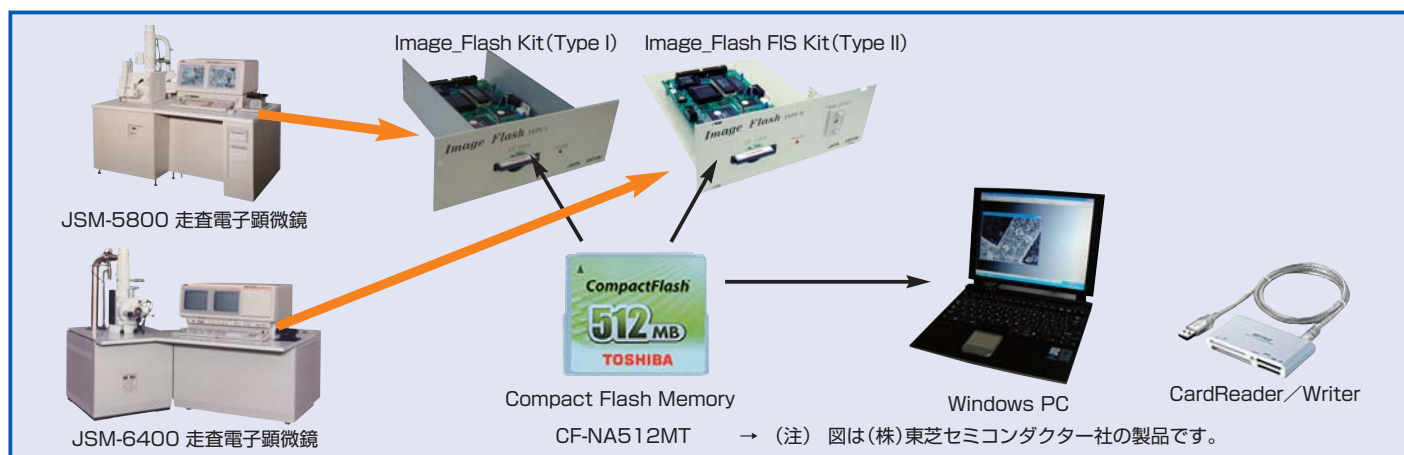 Image_Flash Kit(Type I)
Image_Flash FIS Kit(Type II)
Image Flash TYPE I
Image Flash TYPE II
JSM-5800 走査電子顕微鏡
CompactFlash
512MB
TOSHIBA
Compact Flash Memory
Windows PC
CardReader／Writer
JSM-6400 走査電子顕微鏡
CF-NA512MT → （注） 図は(株)東芝セミコンダクター社の製品です。